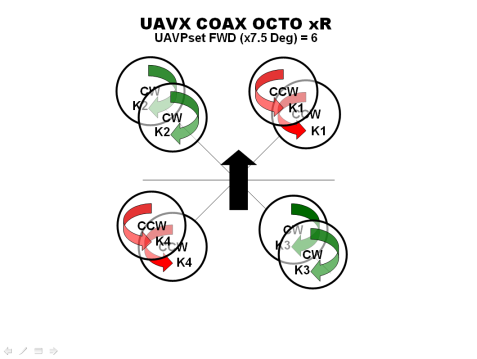 UAVX COAX OCTO xR
UAVPset FWD (x7.5 Deg) = 6
CW
K2
CW
K2
CCW
K1
CCW
K1
CCW
K4
CCW
K4
CW
K3
CW
K3